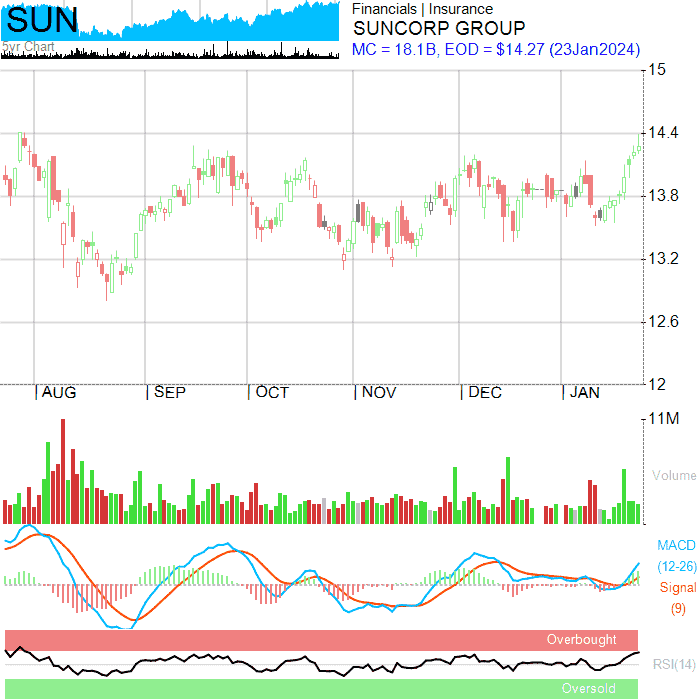 SUN
5yr Chart
Financials | Insurance
SUNCORP GROUP
MC = 18.1B, EOD = $14.27 (23Jan2024)
15
14.4
13.8
13.2
12.6
12
AUG SEP OCT NOV DEC JAN
11M
Volume
MACD
(12-26)
Signal
(9)
Overbought
RSI(14)
Oversold